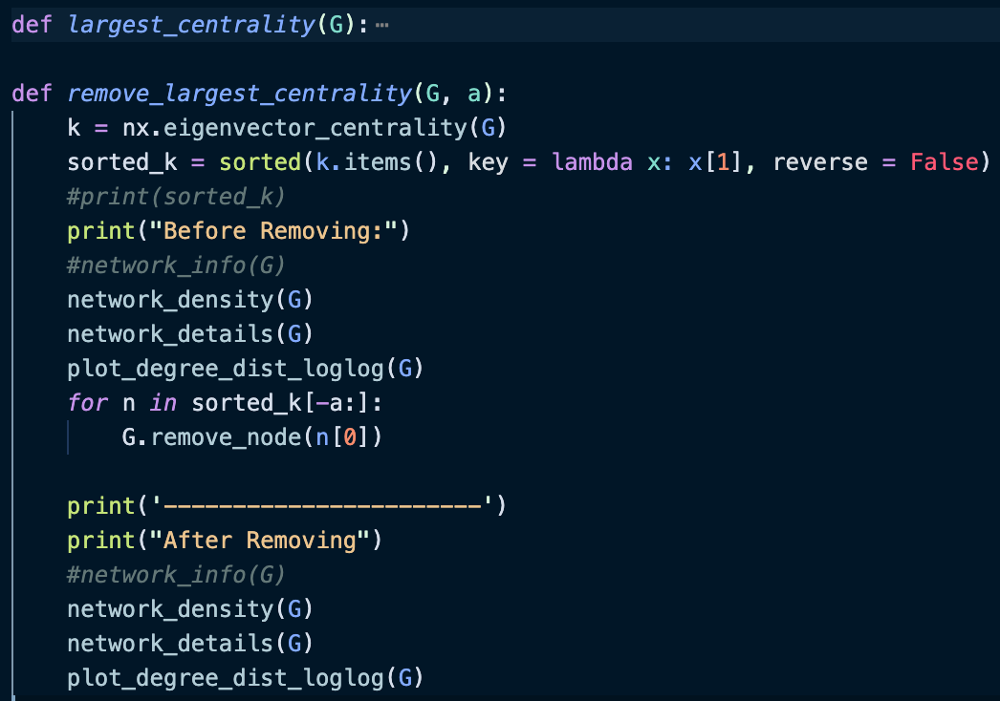 def largest_centrality(G):⋯
def remove_largest_centrality(G, a):
    k = nx.eigenvector_centrality(G)
    sorted_k = sorted(k.items(), key = lambda x: x[1], reverse = False)
    #print(sorted_k)
    print("Before Removing:")
    #network_info(G)
    network_density(G)
    network_details(G)
    plot_degree_dist_loglog(G)
    for n in sorted_k[-a:]:
        G.remove_node(n[0])
    print('-----------------------')
    print("After Removing")
    #network_info(G)
    network_density(G)
    network_details(G)
    plot_degree_dist_loglog(G)